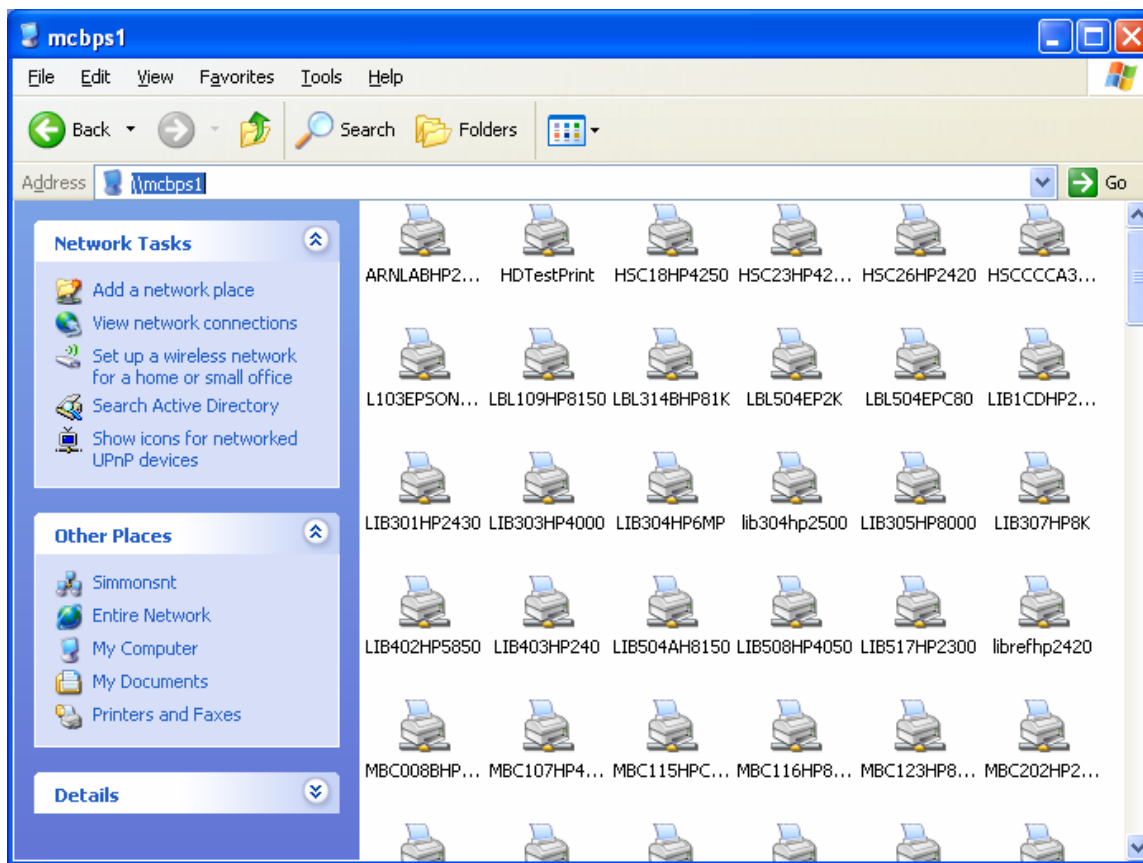 mcbps1
File Edit View Favorites Tools Help
Back Search Folders
Address \\mcbps1 Go
Network Tasks
Add a network place
View network connections
Set up a wireless network
for a home or small office
Search Active Directory
Show icons for networked
UPnP devices
Other Places
Simmonsnt
Entire Network
My Computer
My Documents
Printers and Faxes
Details
ARNLABHP2... HDTestPrint HSC18HP4250 HSC23HP42... HSC26HP2420 HSCCCCA3...
L103EPSON... LBL109HP8150 LBL314BHP81K LBL504EP2K LBL504EPC80 LIB1CDHP2...
LIB301HP2430 LIB303HP4000 LIB304HP6MP lib304hp2500 LIB305HP8000 LIB307HP8K
LIB402HP5850 LIB403HP240 LIB504AH8150 LIB508HP4050 LIB517HP2300 librefhp2420
MBC008BHP... MBC107HP4... MBC115HPC... MBC116HP8... MBC123HP8... MBC202HP2...